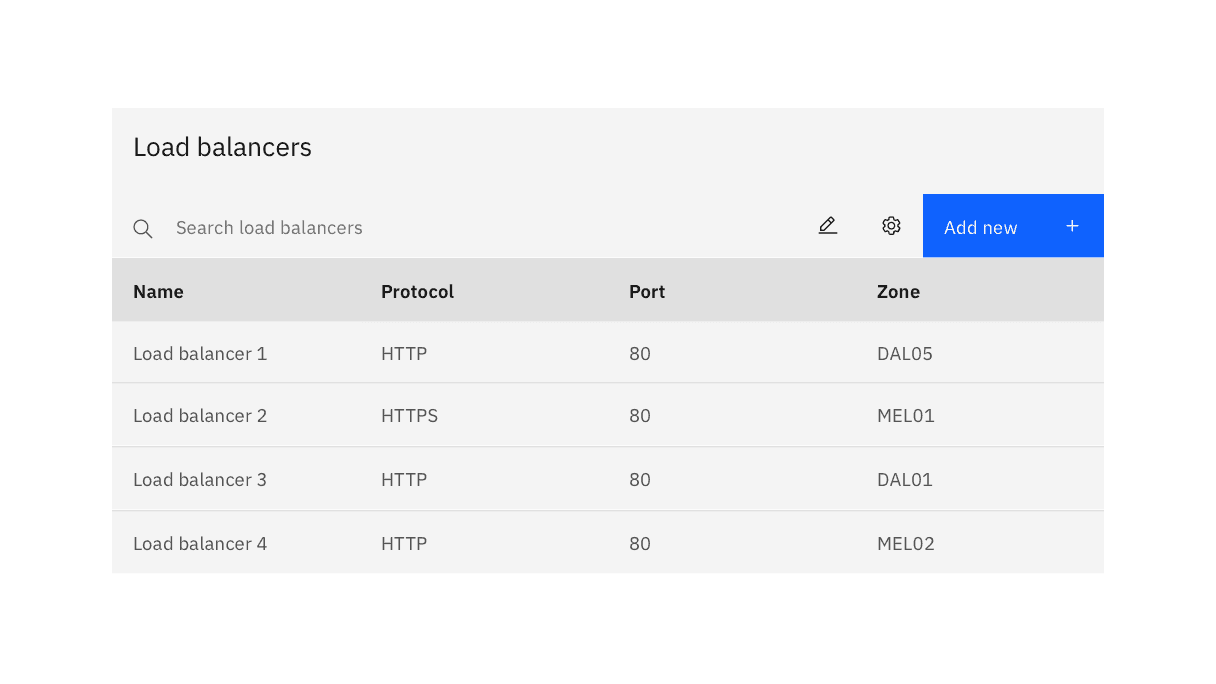 Load balancers
Search load balancers Add new +
Name Protocol Port Zone
Load balancer 1 HTTP 80 DAL05
Load balancer 2 HTTPS 80 MEL01
Load balancer 3 HTTP 80 DAL01
Load balancer 4 HTTP 80 MEL02